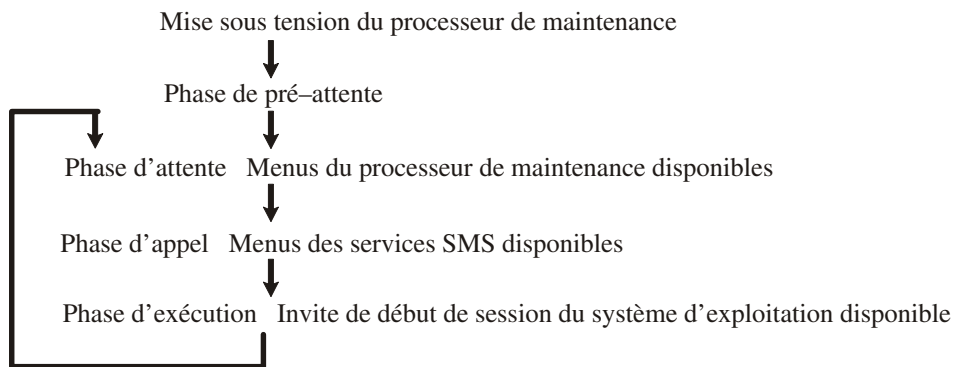 Mise sous tension du processeur de maintenance
Phase de pré–attente
Phase d'attente Menus du processeur de maintenance disponibles
Phase d'appel Menus des services SMS disponibles
Phase d'exécution Invite de début de session du système d'exploitation disponible